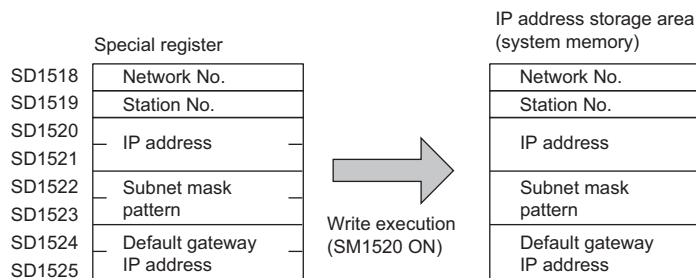 Special register
SD1518 Network No.
SD1519 Station No.
SD1520
SD1521
IP address
SD1522
SD1523
Subnet mask
pattern
SD1524
SD1525
Default gateway
IP address
Write execution
(SM1520 ON)
IP address storage area
(system memory)
Network No.
Station No.
IP address
Subnet mask
pattern
Default gateway
IP address